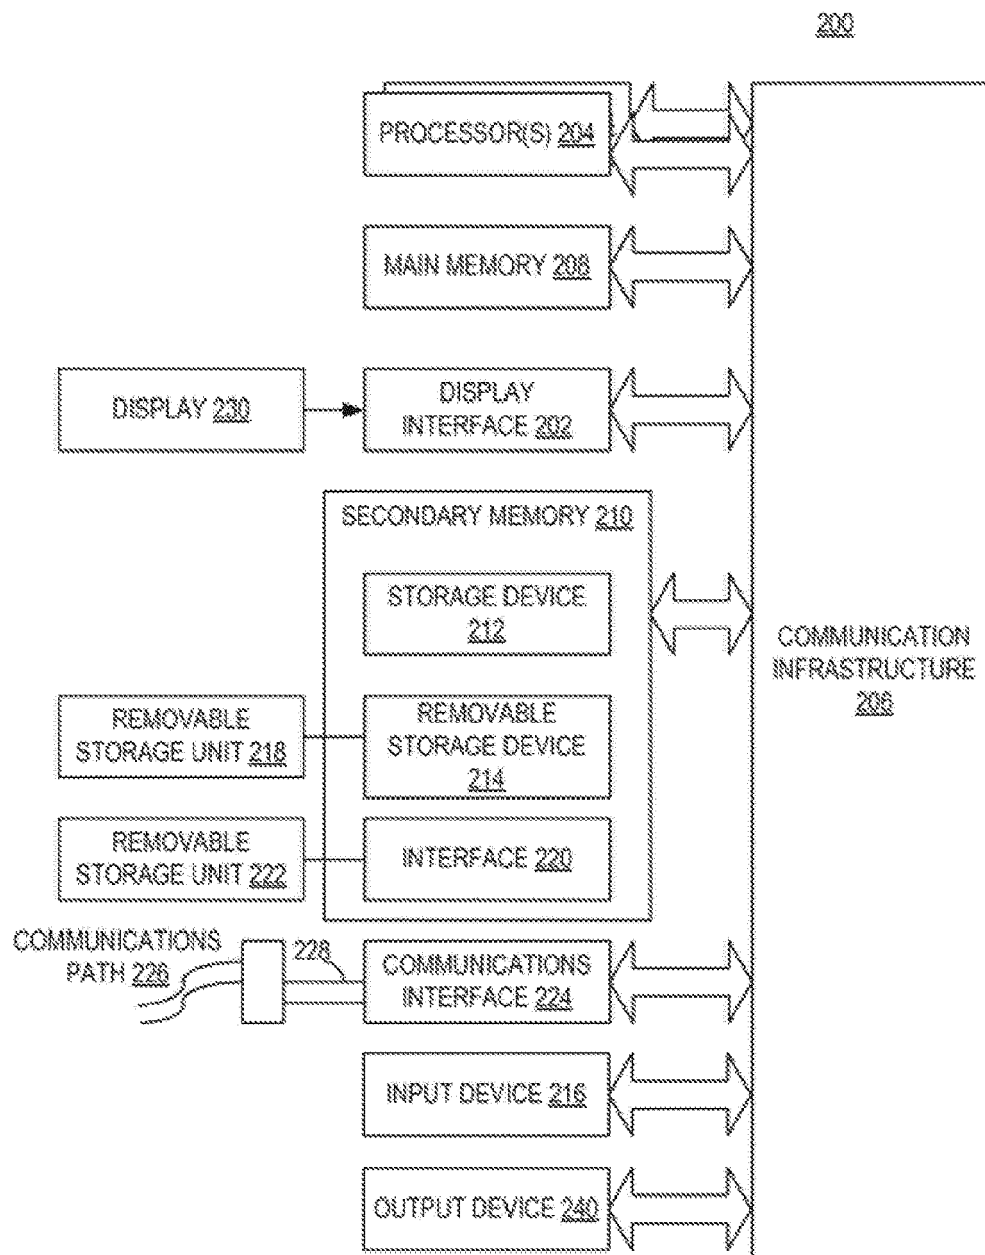 200
PROCESSOR(S) 204
MAIN MEMORY 208
DISPLAY 230
DISPLAY
INTERFACE 202
SECONDARY MEMORY 210
STORAGE DEVICE
212
COMMUNICATION
INFRASTRUCTURE
206
REMOVABLE
STORAGE UNIT 218
REMOVABLE
STORAGE DEVICE
214
REMOVABLE
STORAGE UNIT 222
INTERFACE 220
COMMUNICATIONS
PATH 226
228
COMMUNICATIONS
INTERFACE 224
INPUT DEVICE 216
OUTPUT DEVICE 240